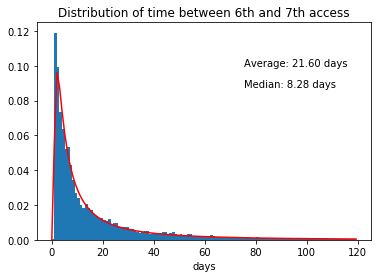 Distribution of time between 6th and 7th access
0.12
0.10
Average: 21.60 days
Median: 8.28 days
0.08
0.06
0.04
0.02
0.00
0 20 40 60 80 100 120
days